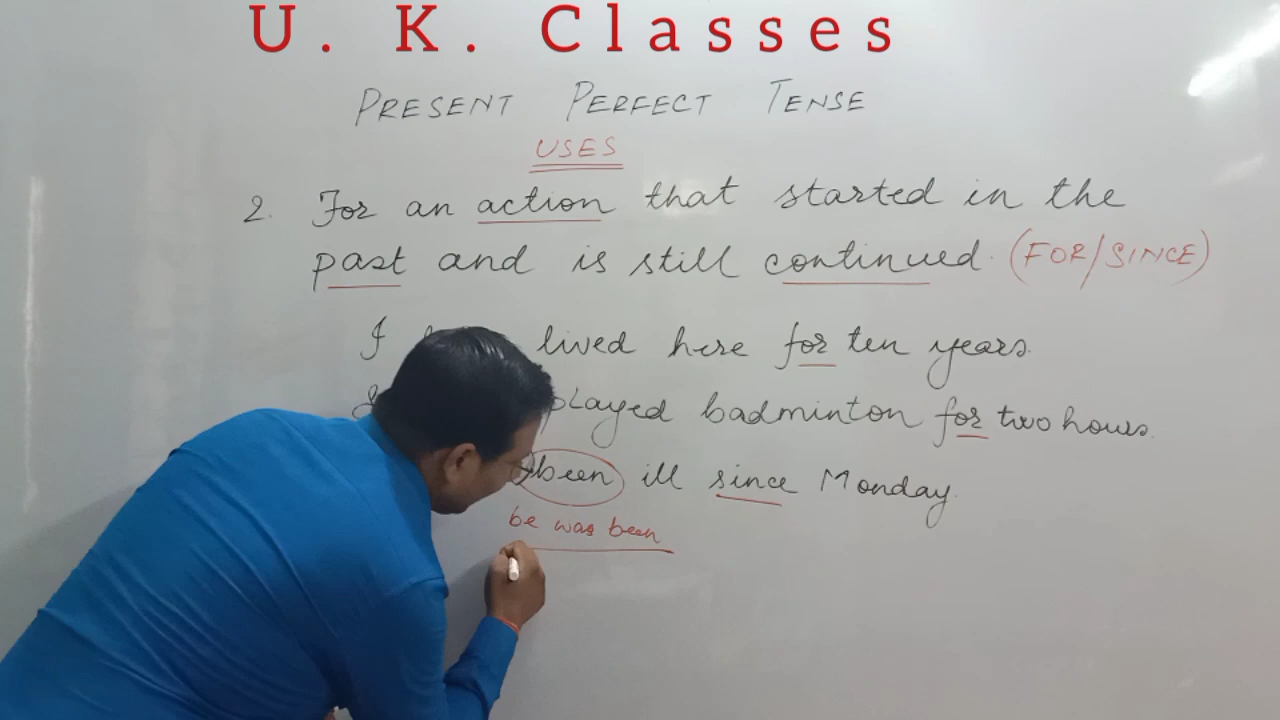 U. K. Classes
PRESENT PERFECT TENSE
USES
2. For an action that started in the
past and is still continued. (FOR/SINCE)
I lived here for ten years.
played badminton for two hours.
been ill since Monday.
be was been